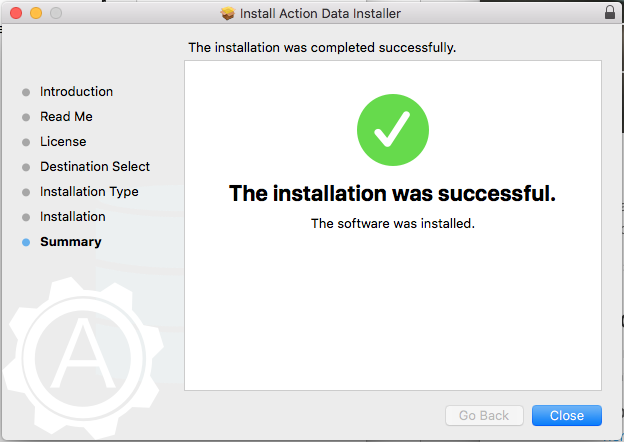 Install Action Data Installer
The installation was completed successfully.
Introduction
Read Me
License
Destination Select
Installation Type
Installation
Summary
A
The installation was successful.
The software was installed.
Go Back
Close